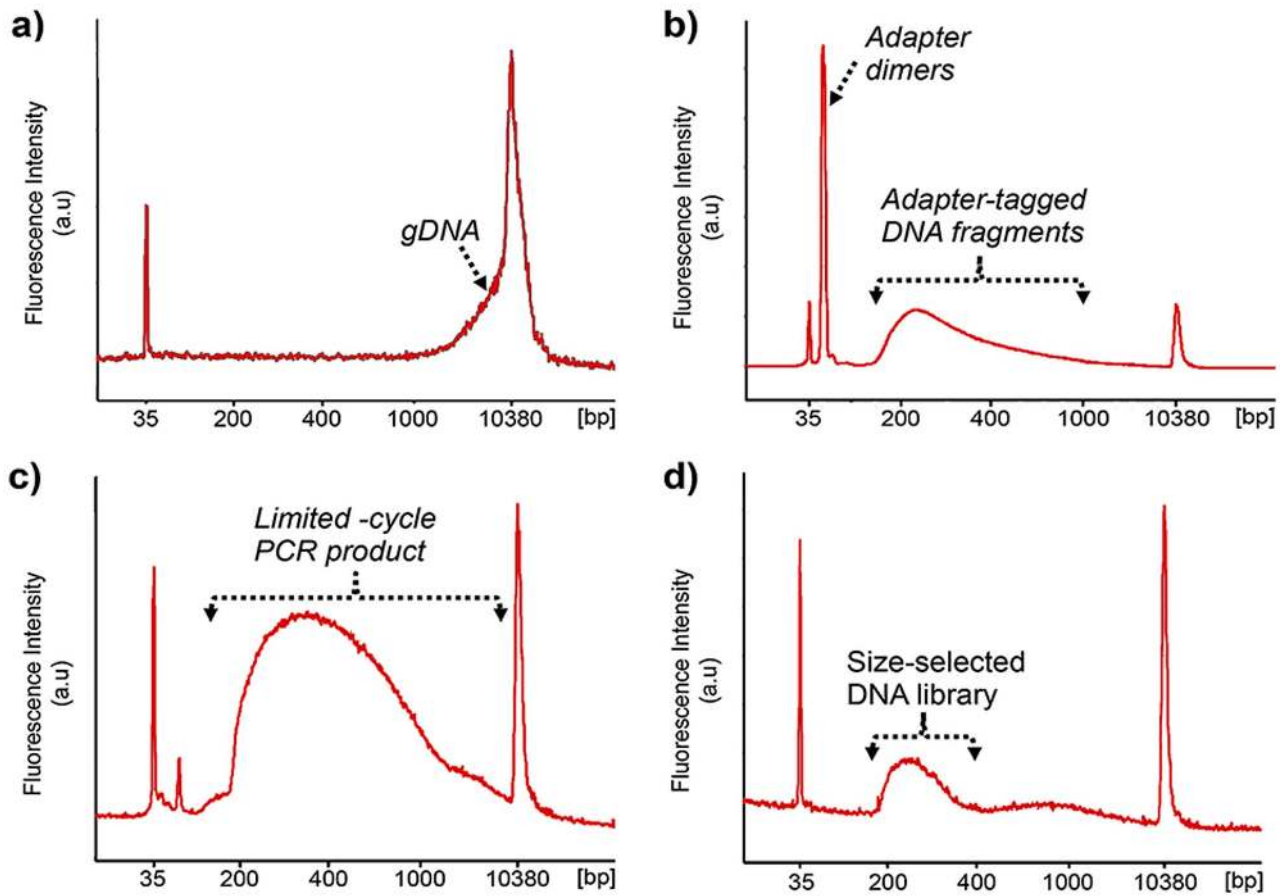 a)
Fluorescence Intensity
(a.u)
gDNA
35 200 400 1000 10380 [bp]
b)
Fluorescence Intensity
(a.u)
Adapter
dimers
Adapter-tagged
DNA fragments
35 200 400 1000 10380 [bp]
c)
Fluorescence Intensity
(a.u)
Limited -cycle
PCR product
35 200 400 1000 10380 [bp]
d)
Fluorescence Intensity
(a.u)
Size-selected
DNA library
35 200 400 1000 10380 [bp]